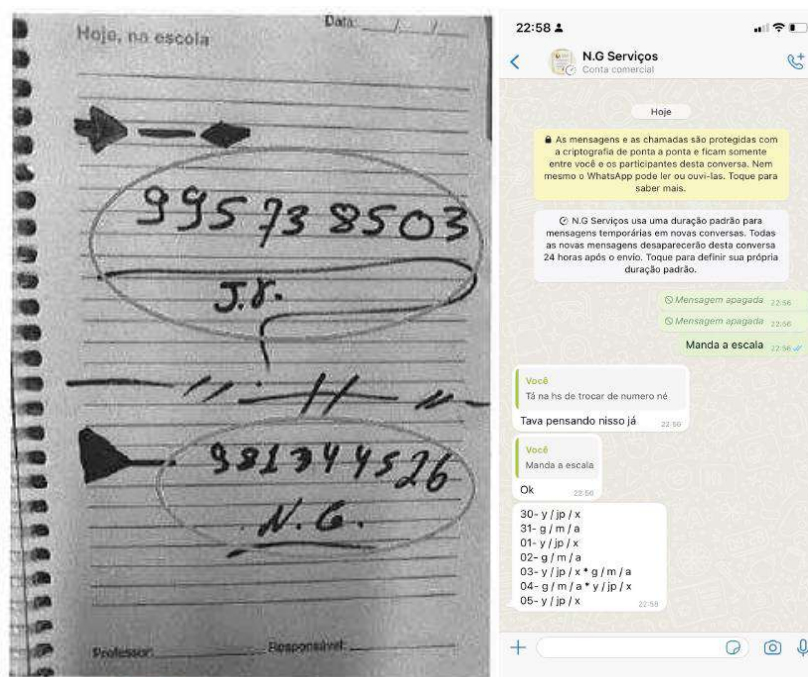 Data: __/__/__
Hoje, na escola
995738503
J.r.
981344526
N.G.
Professor:
Responsável:
22:58
N.G Serviços
Conta comercial
Hoje
As mensagens e as chamadas são protegidas com
a criptografia de ponta a ponta e ficam somente
entre você e os participantes desta conversa. Nem
mesmo o WhatsApp pode ler ou ouvi-las. Toque para
saber mais.
N.G Serviços usa uma duração padrão para
mensagens temporárias em novas conversas. Todas
as novas mensagens desaparecerão desta conversa
24 horas após o envio. Toque para definir sua própria
duração padrão.
Mensagem apagada 22:56
Mensagem apagada 22:56
Manda a escala 22:56
Você
Tá na hs de trocar de numero né
Tava pensando nisso já 22:56
Você
Manda a escala
Ok 22:56
30- y / jp / x
31- g / m / a
01- y / jp / x
02- g / m / a
03- y / jp / x * g / m / a
04- g / m / a * y / jp / x
05- y / jp / x 22:58